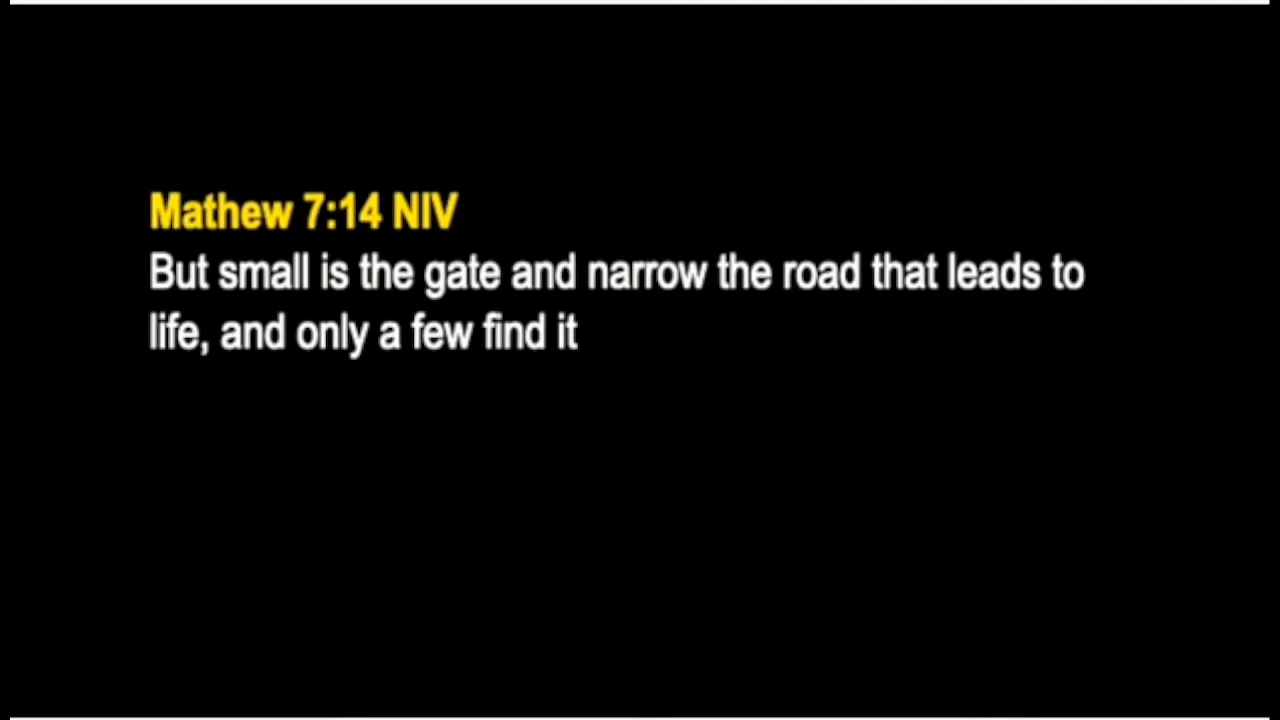 Mathew 7:14 NIV
But small is the gate and narrow the road that leads to
life, and only a few find it